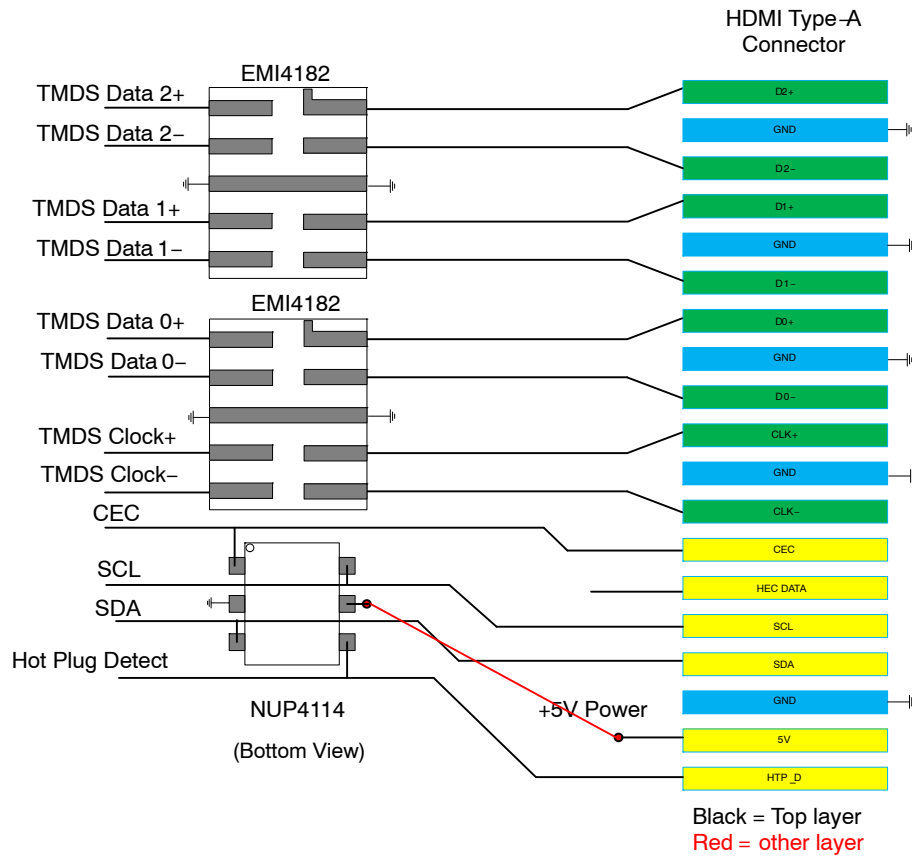 HDMI Type-A
Connector
EMI4182
TMDS Data 2+
TMDS Data 2-
TMDS Data 1+
TMDS Data 1-
EMI4182
TMDS Data 0+
TMDS Data 0-
TMDS Clock+
TMDS Clock-
CEC
SCL
SDA
Hot Plug Detect
NUP4114
(Bottom View)
+5V Power
D2+
GND
D2-
D1+
GND
D1-
D0+
GND
D0-
CLK+
GND
CLK-
CEC
HEC DATA
SCL
SDA
GND
5V
HTP_D
Black = Top layer
Red = other layer